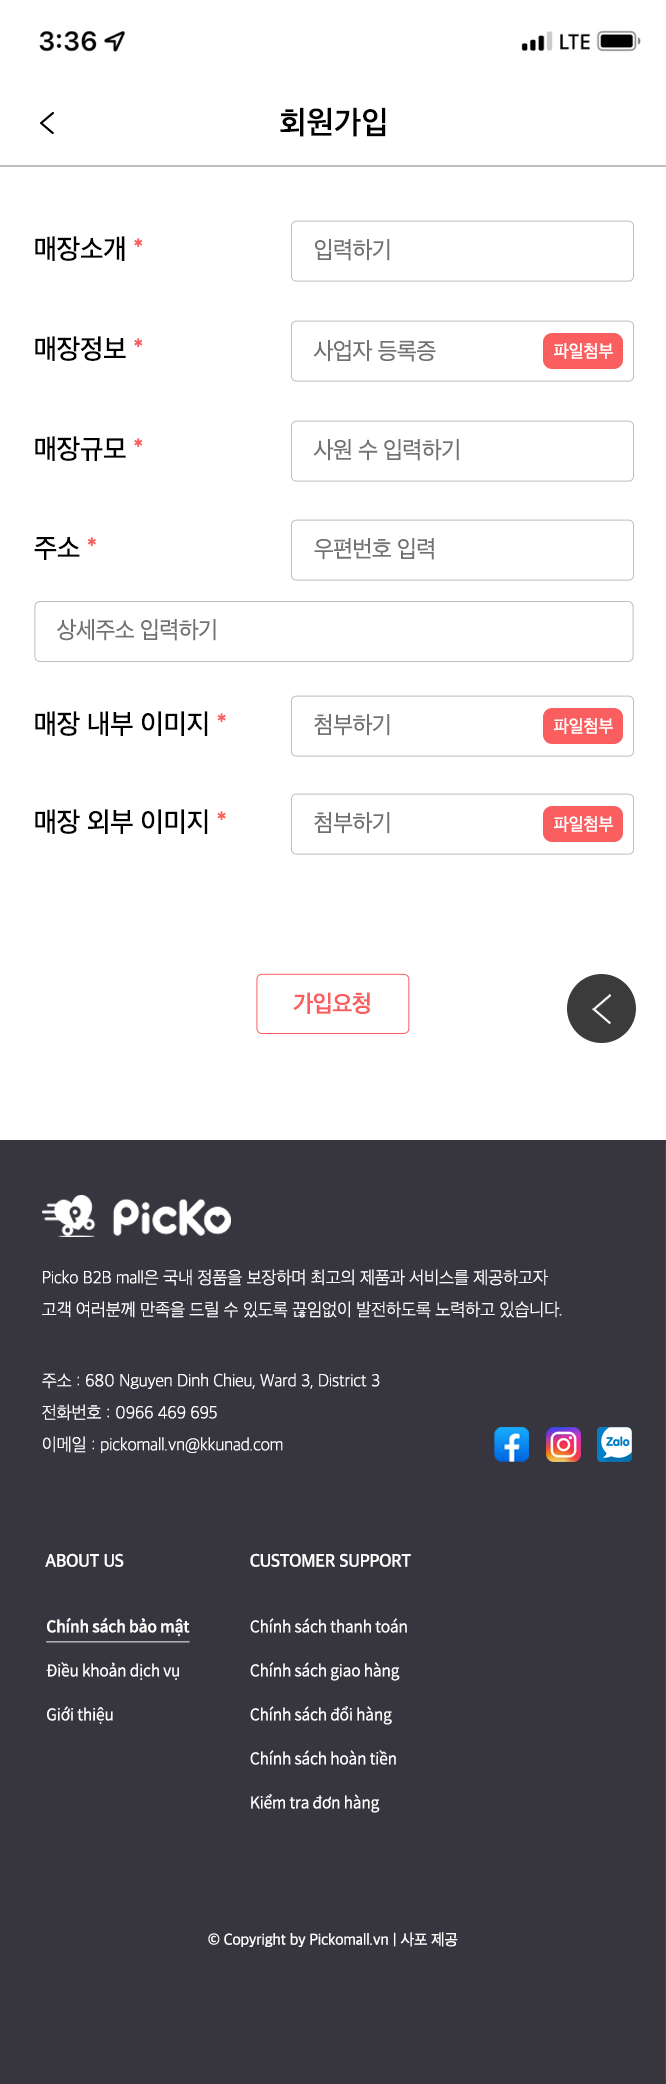 3:36
LTE
회원가입
매장소개 *
입력하기
매장정보 *
사업자 등록증
파일첨부
매장규모 *
사원 수 입력하기
주소 *
우편번호 입력
상세주소 입력하기
매장 내부 이미지 *
첨부하기
파일첨부
매장 외부 이미지 *
첨부하기
파일첨부
가입요청
PicKo
Picko B2B mall은 국내 정품을 보장하며 최고의 제품과 서비스를 제공하고자
고객 여러분께 만족을 드릴 수 있도록 끊임없이 발전하도록 노력하고 있습니다.
주소 : 680 Nguyen Dinh Chieu, Ward 3, District 3
전화번호 : 0966 469 695
이메일 : pickomall.vn@kkunad.com
Zalo
ABOUT US
Chính sách bảo mật
Điều khoản dịch vụ
Giới thiệu
CUSTOMER SUPPORT
Chính sách thanh toán
Chính sách giao hàng
Chính sách đổi hàng
Chính sách hoàn tiền
Kiểm tra đơn hàng
© Copyright by Pickomall.vn | 사포 제공